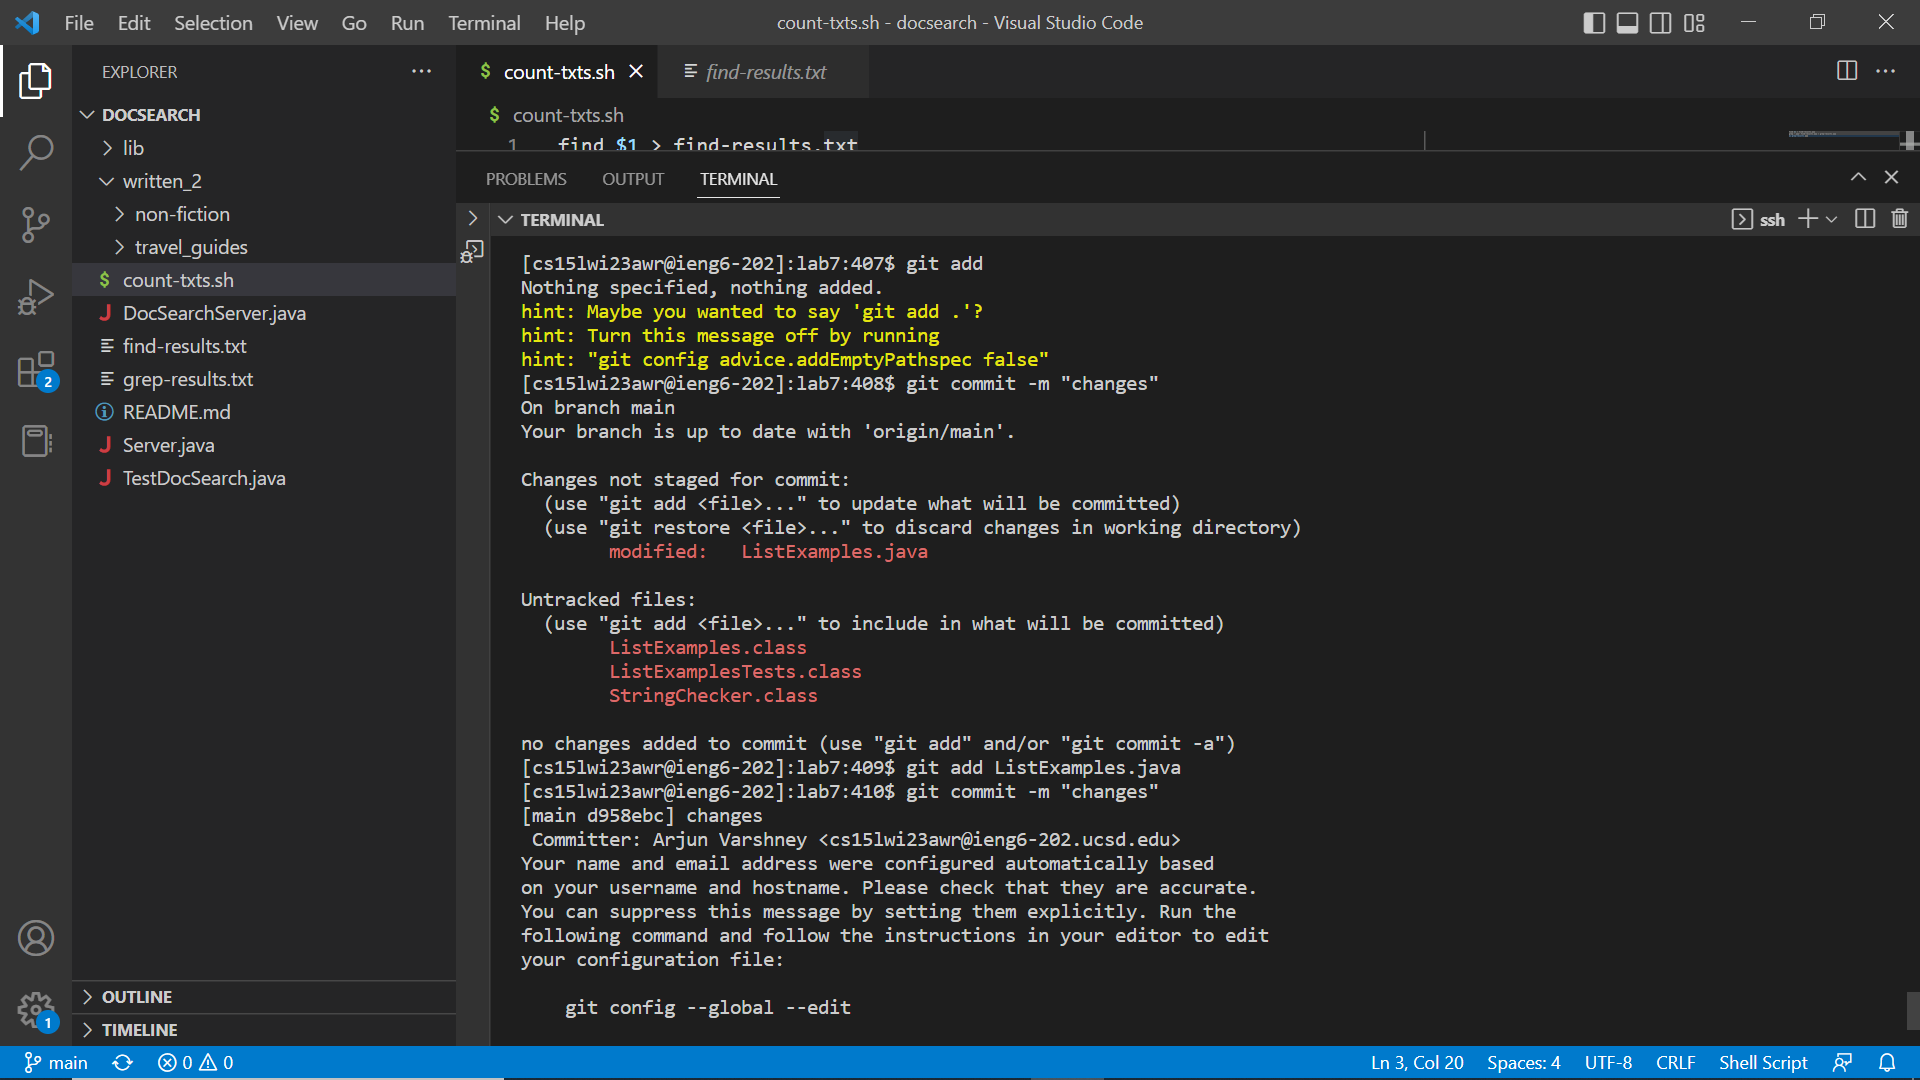 File Edit Selection View Go Run Terminal Help
count-txts.sh - docsearch - Visual Studio Code
EXPLORER
DOCSEARCH
lib
written_2
non-fiction
travel_guides
$ count-txts.sh
J DocSearchServer.java
find-results.txt
grep-results.txt
README.md
J Server.java
J TestDocSearch.java
OUTLINE
TIMELINE
2
1
$ count-txts.sh
find-results.txt
$ count-txts.sh
1 find $1 > find-results.txt
PROBLEMS OUTPUT TERMINAL
TERMINAL
ssh
[cs15lwi23awr@ieng6-202]:lab7:407$ git add
Nothing specified, nothing added.
hint: Maybe you wanted to say 'git add .'?
hint: Turn this message off by running
hint: "git config advice.addEmptyPathspec false"
[cs15lwi23awr@ieng6-202]:lab7:408$ git commit -m "changes"
On branch main
Your branch is up to date with 'origin/main'.
Changes not staged for commit:
(use "git add <file>..." to update what will be committed)
(use "git restore <file>..." to discard changes in working directory)
modified: ListExamples.java
Untracked files:
(use "git add <file>..." to include in what will be committed)
ListExamples.class
ListExamplesTests.class
StringChecker.class
no changes added to commit (use "git add" and/or "git commit -a")
[cs15lwi23awr@ieng6-202]:lab7:409$ git add ListExamples.java
[cs15lwi23awr@ieng6-202]:lab7:410$ git commit -m "changes"
[main d958ebc] changes
Committer: Arjun Varshney <cs15lwi23awr@ieng6-202.ucsd.edu>
Your name and email address were configured automatically based
on your username and hostname. Please check that they are accurate.
You can suppress this message by setting them explicitly. Run the
following command and follow the instructions in your editor to edit
your configuration file:
git config --global --edit
main 0 0
Ln 3, Col 20 Spaces: 4 UTF-8 CRLF Shell Script